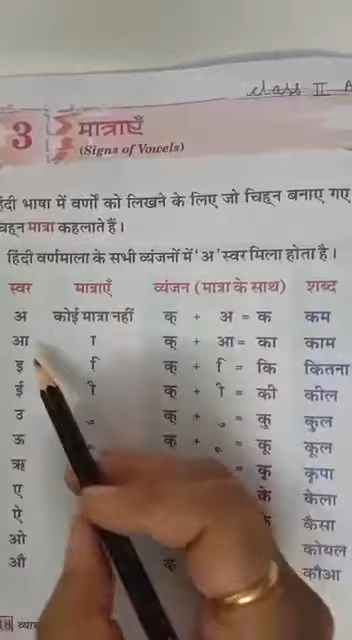 class II A
3 मात्राएँ
(Signs of Vowels)
हिंदी भाषा में वर्णों को लिखने के लिए जो चिह्न बनाए गए
चिह्न मात्रा कहलाते हैं।
हिंदी वर्णमाला के सभी व्यंजनों में 'अ' स्वर मिला होता है।
स्वर मात्राएँ व्यंजन (मात्रा के साथ) शब्द
अ कोई मात्रा नहीं क् + अ = क कम
आ ा क् + आ = का काम
इ ि क् + ि = कि कितना
ई ी क् + ी = की कील
उ ु क् + ु = कु कुल
ऊ क् + ू = कू कूल
ऋ = कृ कृपा
ए के केला
ऐ कैसा
ओ कोयल
औ क् कौआ
18